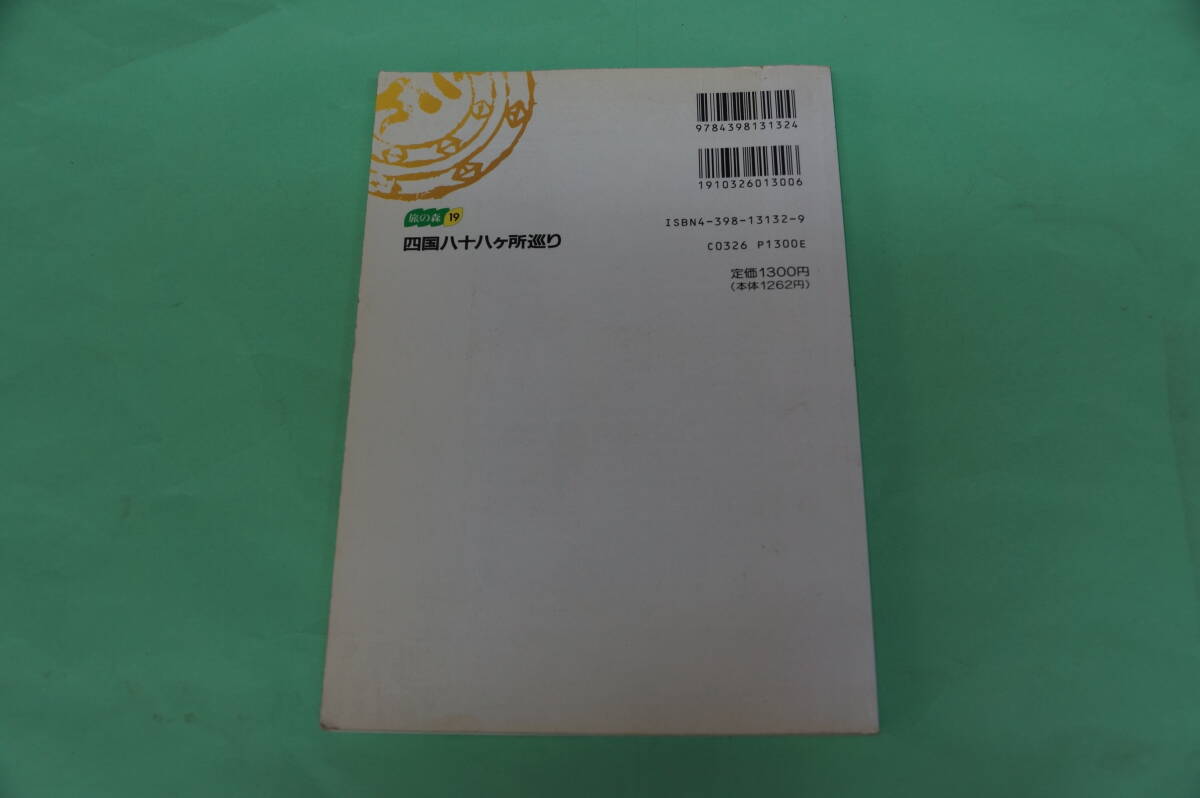 9784398131324
1910326013006
ISBN4-398-13132-9
C0326 P1300E
定価1300円
(本体1262円)
旅の森 19
四国八十八ヶ所巡り